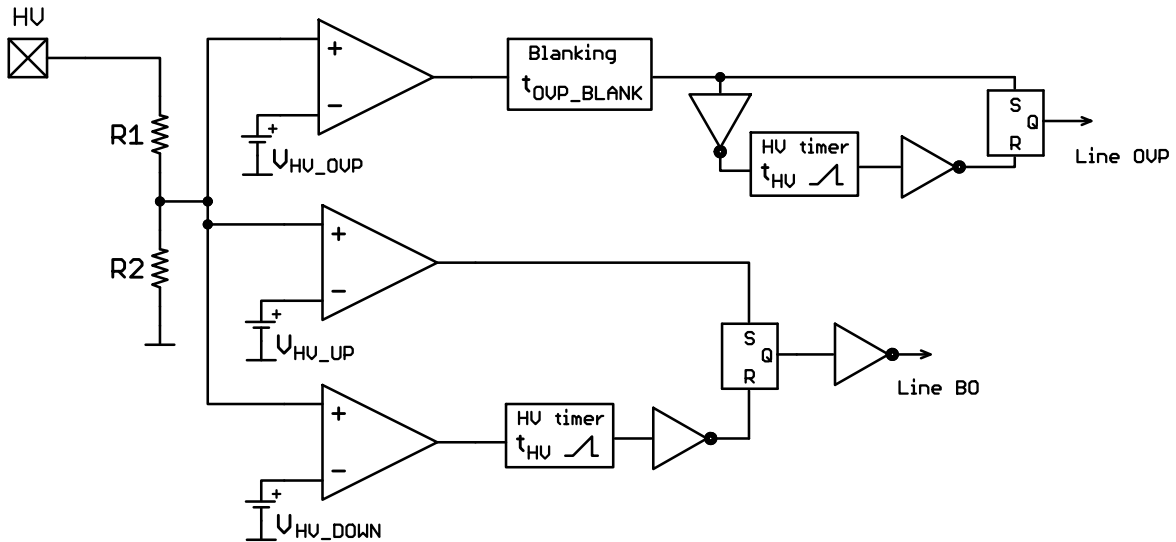 HV
R1
R2
+
−
+
VHV_OVP
Blanking
tOVP_BLANK
HV timer
tHV
S
Q
R
Line OVP
+
−
+
VHV_UP
S
Q
R
Line BO
+
−
+
VHV_DOWN
HV timer
tHV